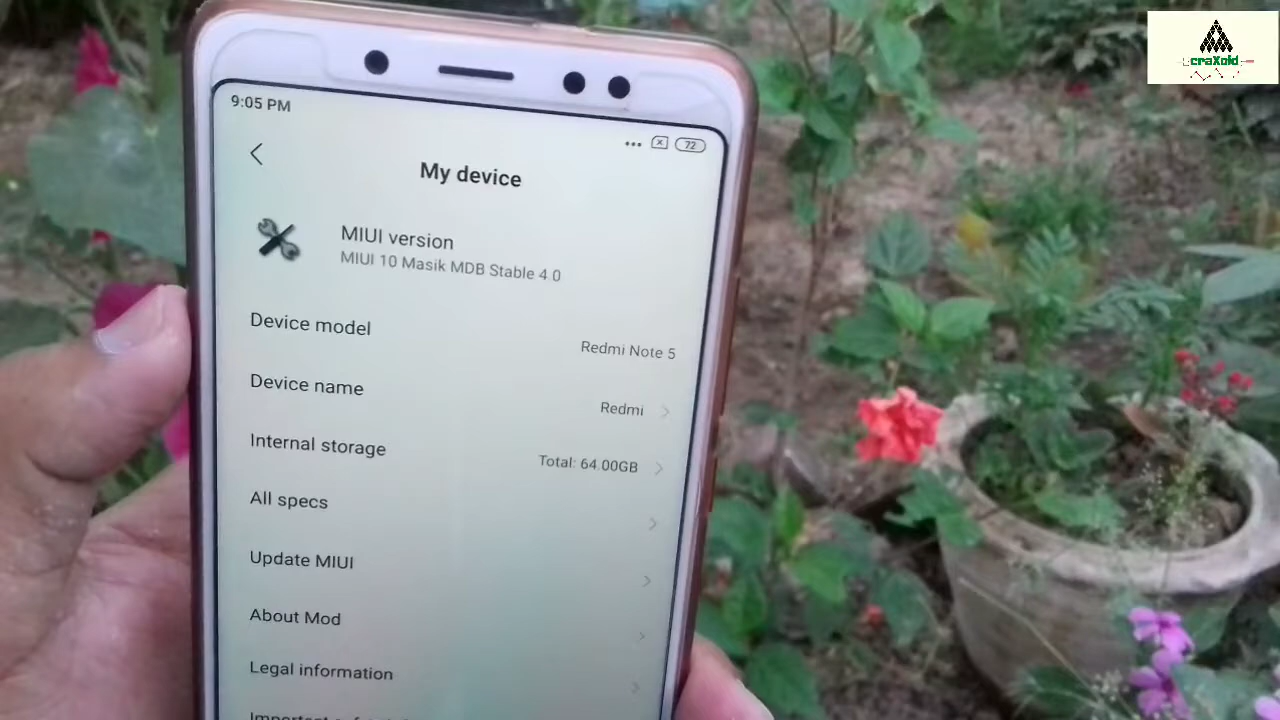 craXoid
9:05 PM
72
My device
MIUI version
MIUI 10 Masik MDB Stable 4.0
Device model
Redmi Note 5
Device name
Redmi
Internal storage
Total: 64.00GB
All specs
Update MIUI
About Mod
Legal information